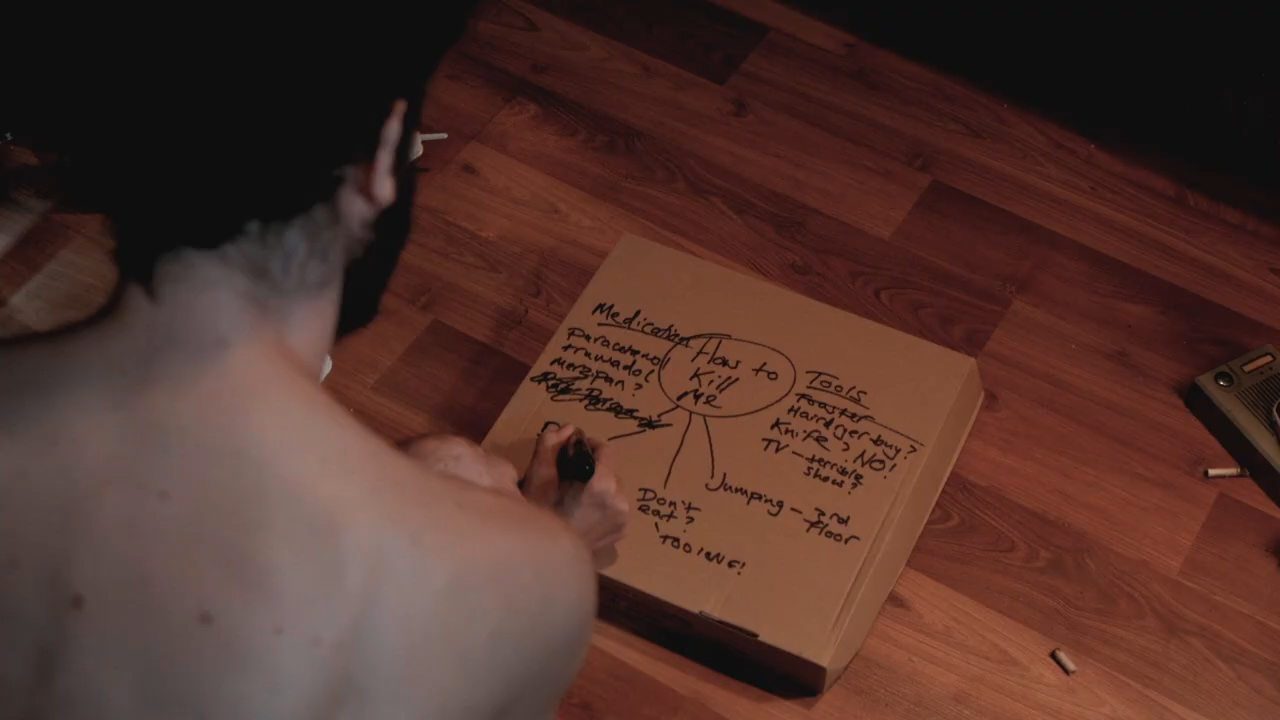 Medication
Paracetamol
tramadol
Marzipan?
How to
Kill
Me
Tools
Toaster
Hairdryer-buy?
Knife? NO!
TV - terrible
shows?
Don't
eat?
TOO LONG!
Jumping - 3rd
floor